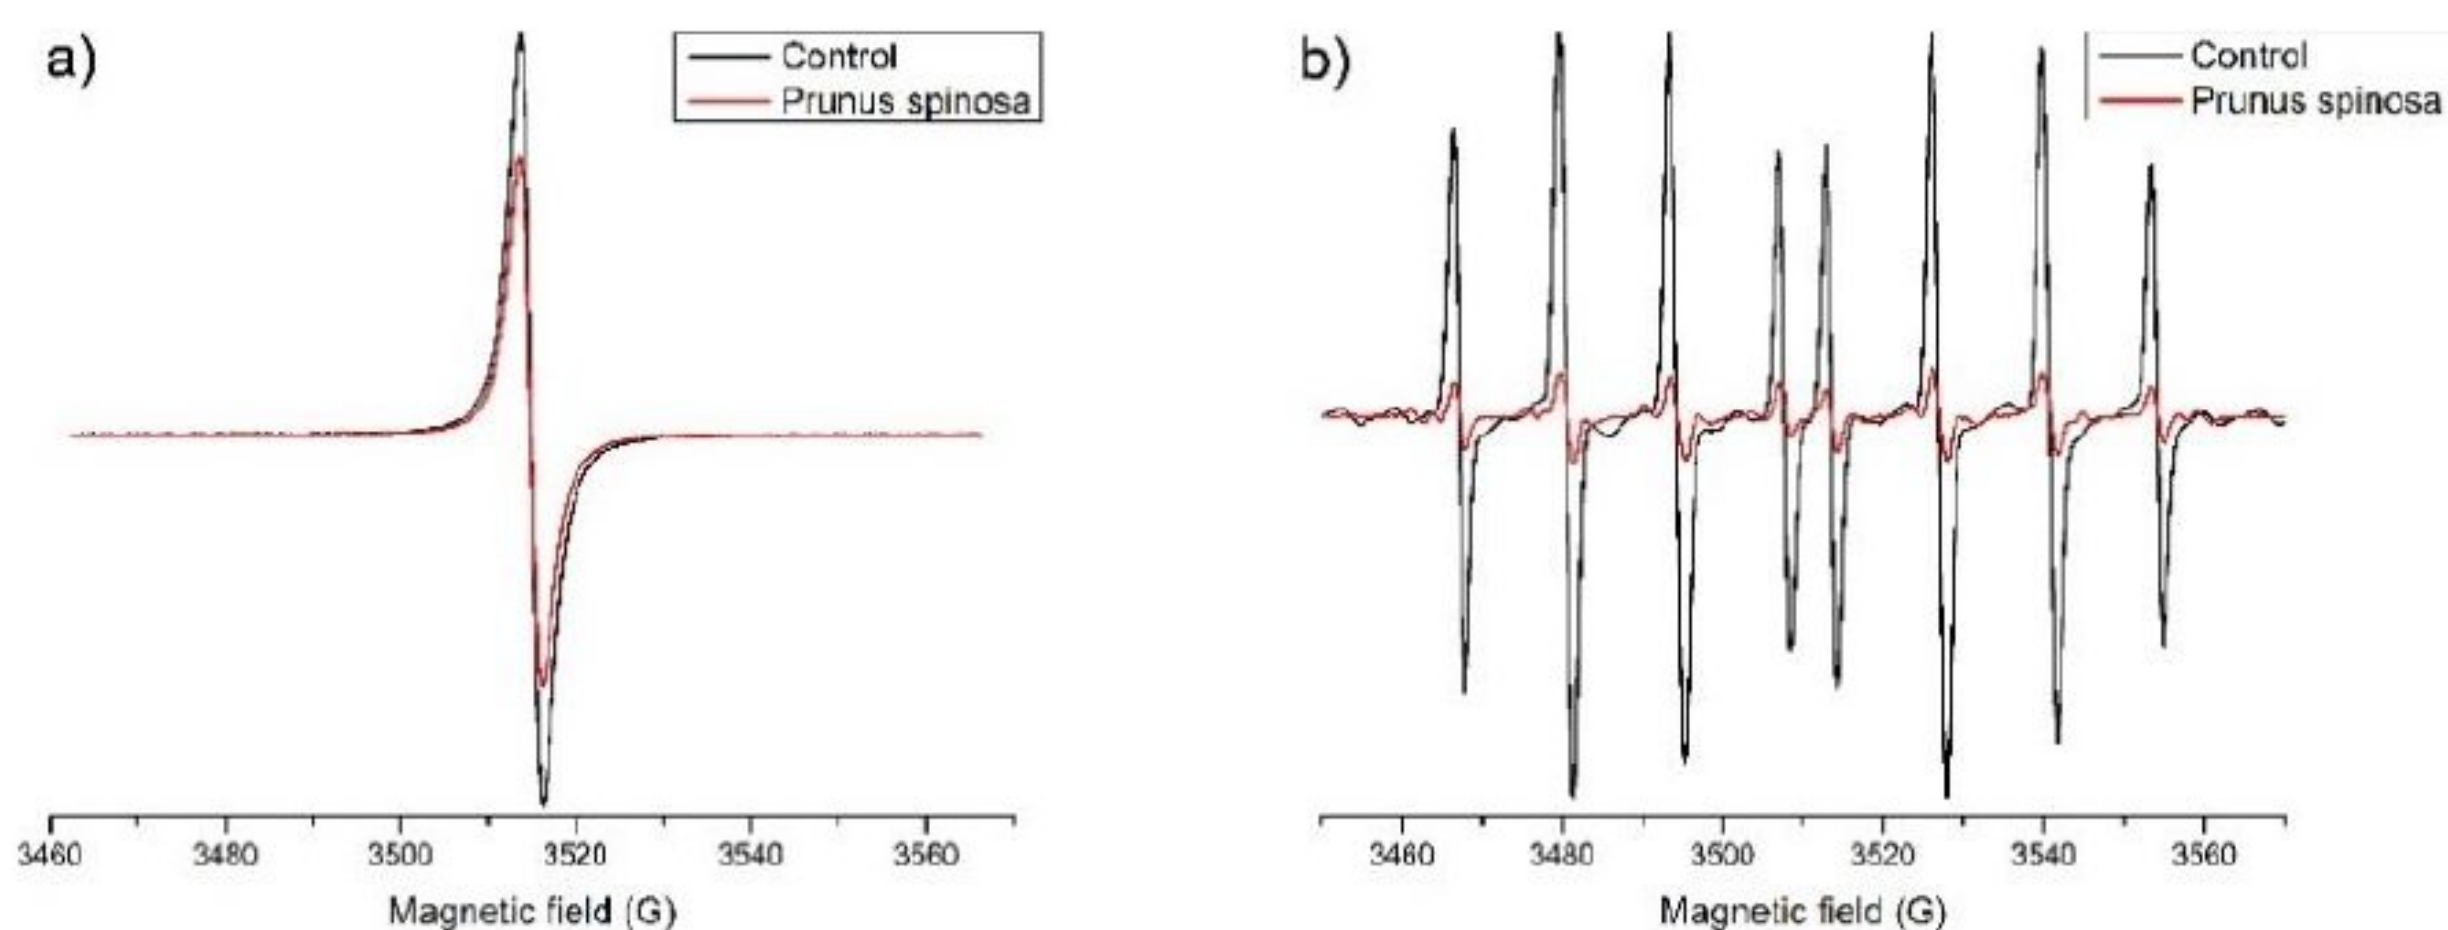 a)
Control
Prunus spinosa
3460 3480 3500 3520 3540 3560
Magnetic field (G)
b)
Control
Prunus spinosa
3460 3480 3500 3520 3540 3560
Magnetic field (G)